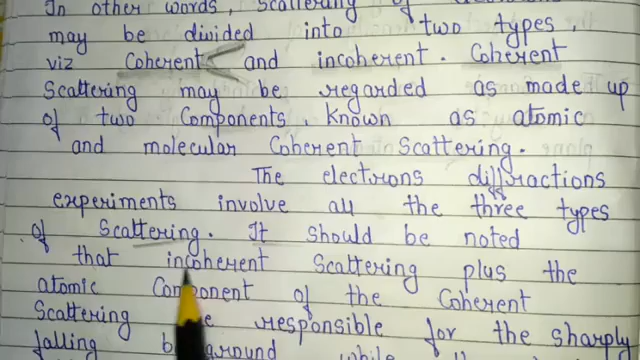 In other words, Scattering of
may be divided into two types,
viz Coherent and incoherent. Coherent
Scattering may be regarded as made up
of two Components, known as atomic
and molecular Coherent Scattering.
The electrons diffractions
experiments involve all the three types
of Scattering. It should be noted
that incoherent Scattering plus the
atomic Component of the Coherent
Scattering responsible for the sharply
falling while